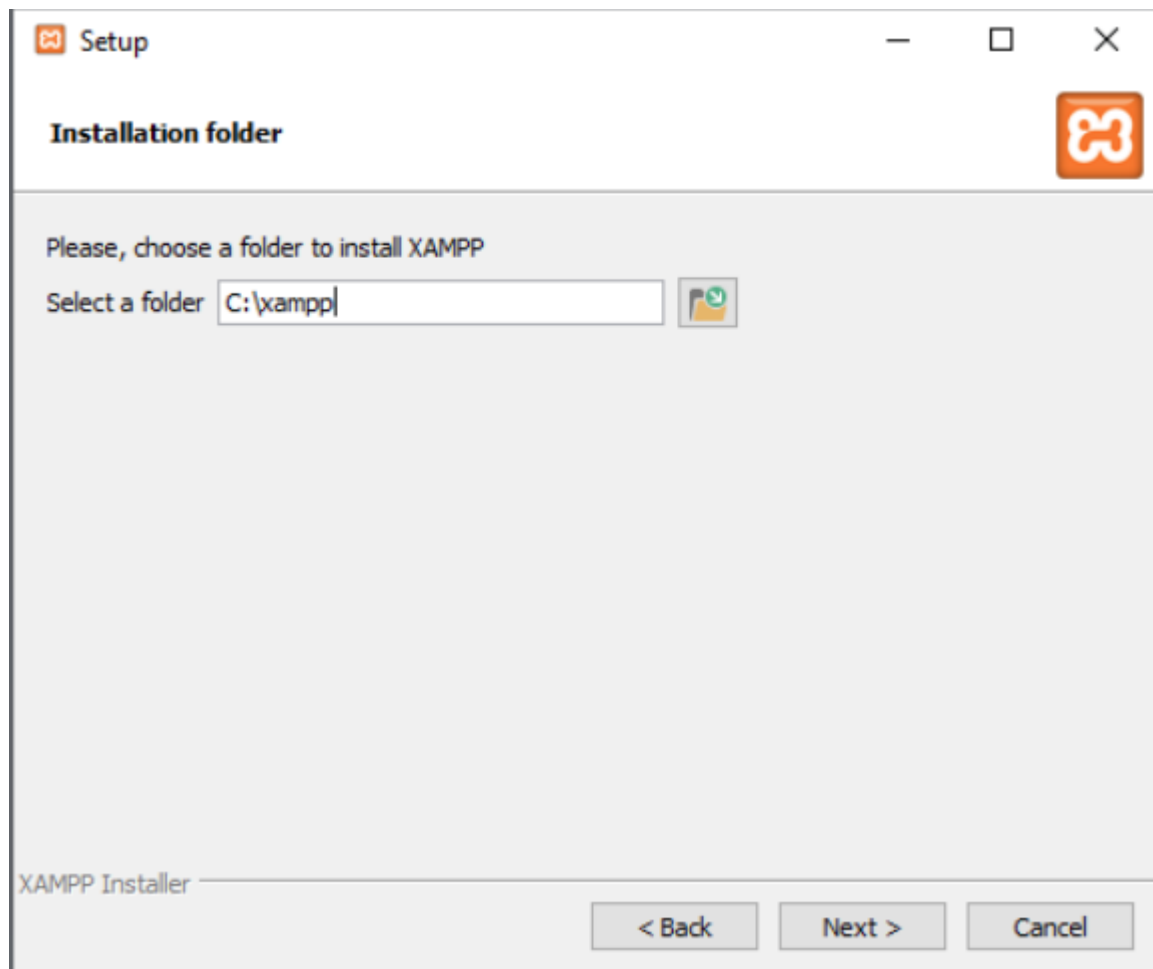 Setup
Installation folder
Please, choose a folder to install XAMPP
Select a folder C:\xampp
XAMPP Installer
< Back Next > Cancel